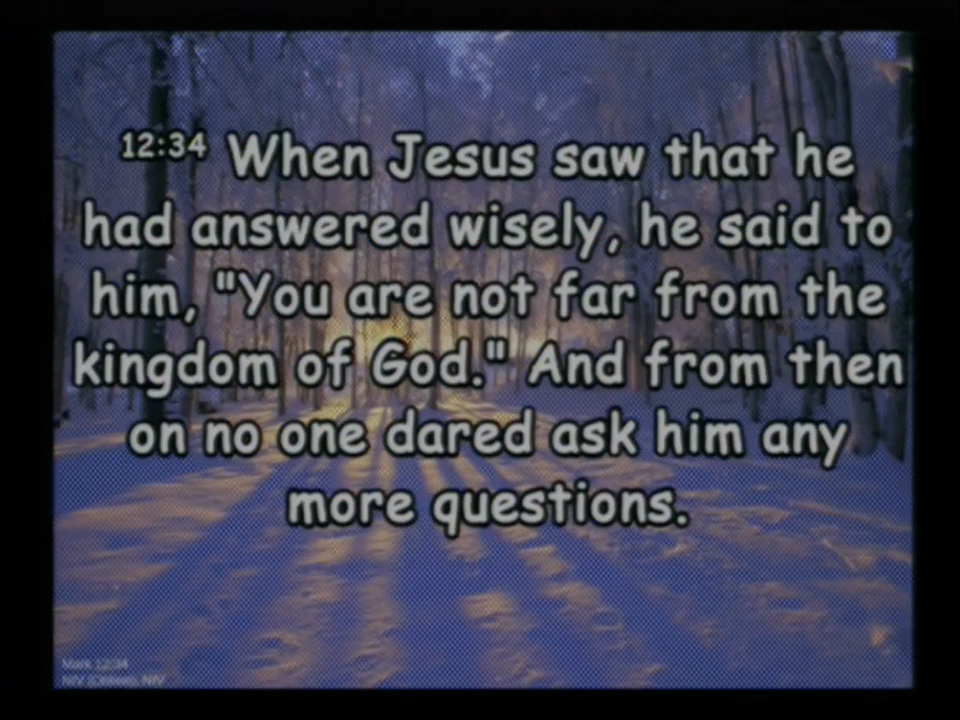 12:34 When Jesus saw that he
had answered wisely, he said to
him, "You are not far from the
kingdom of God." And from then
on no one dared ask him any
more questions.
Mark 12:34
NIV NIV